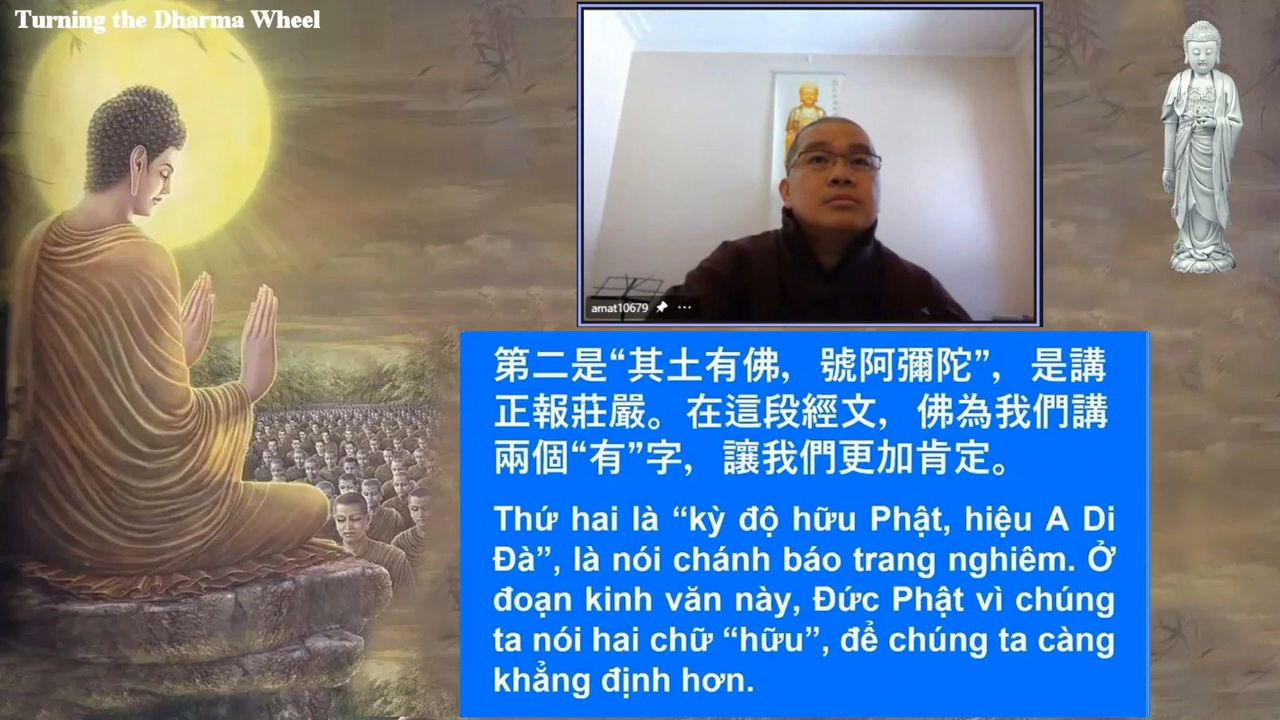 Turning the Dharma Wheel
amat10679
第二是“其土有佛，號阿彌陀”，是講
正報莊嚴。在這段經文，佛為我們講
兩個“有”字，讓我們更加肯定。
Thứ hai là “kỳ độ hữu Phật, hiệu A Di
Đà”, là nói chánh báo trang nghiêm. Ở
đoạn kinh văn này, Đức Phật vì chúng
ta nói hai chữ “hữu”, để chúng ta càng
khẳng định hơn.